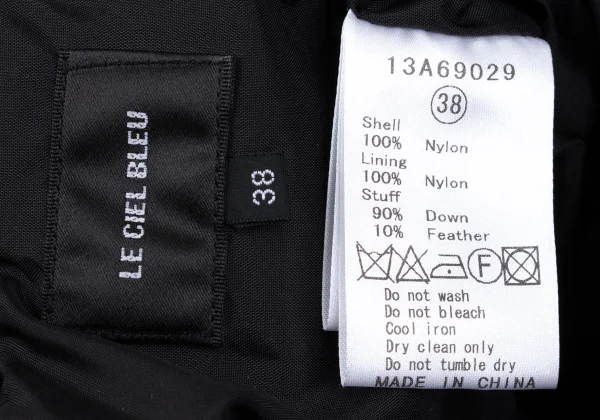 LE CIEL BLEU
38
13A69029
38
Shell
100% Nylon
Lining
100% Nylon
Stuff
90% Down
10% Feather
F
Do not wash
Do not bleach
Cool iron
Dry clean only
Do not tumble dry
MADE IN CHINA